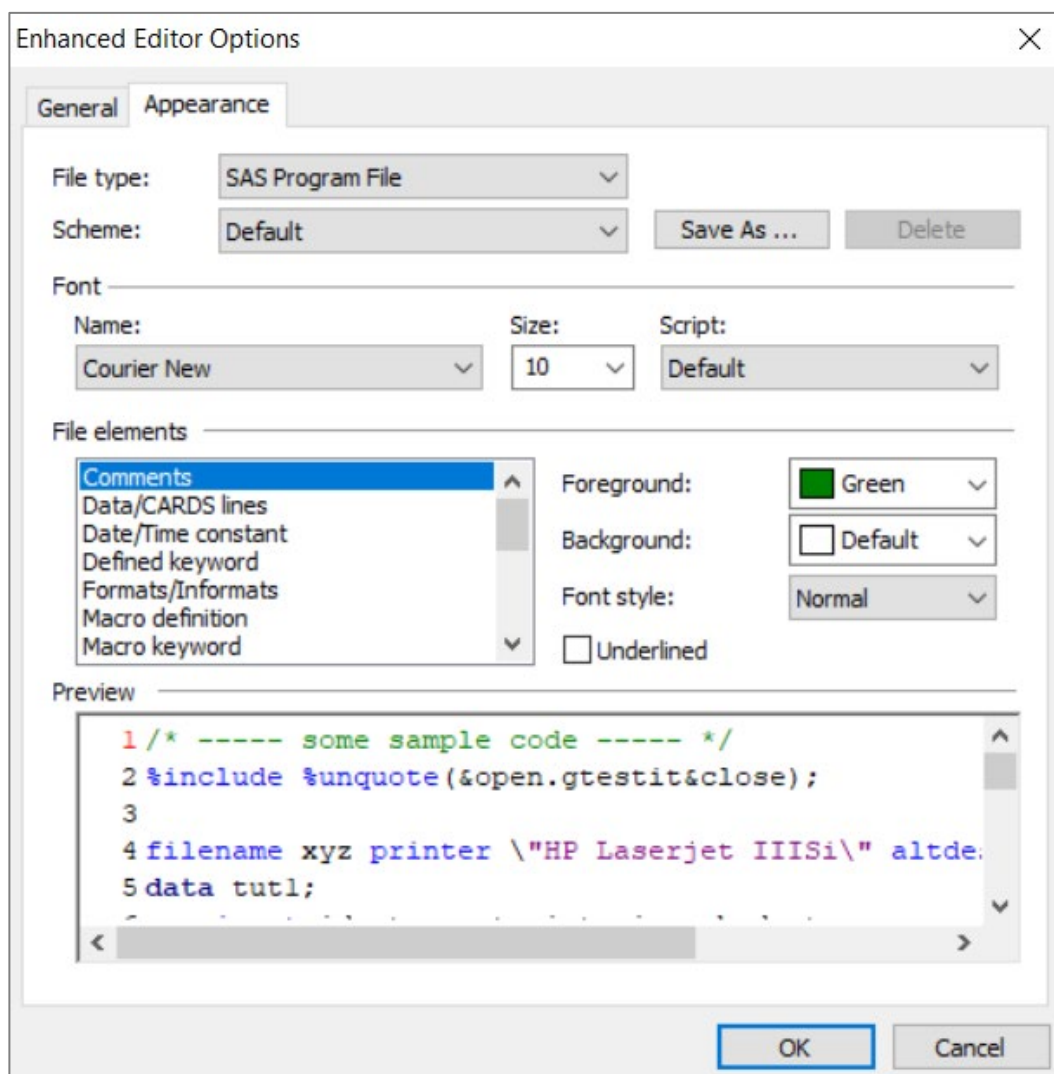 Enhanced Editor Options
General Appearance
File type: SAS Program File
Scheme: Default Save As ... Delete
Font
Name: Size: Script:
Courier New 10 Default
File elements
Comments
Data/CARDS lines
Date/Time constant
Defined keyword
Formats/Informats
Macro definition
Macro keyword
Foreground: Green
Background: Default
Font style: Normal
Underlined
Preview
1 /* ----- some sample code ----- */
2 %include %unquote(&open.gtestit&close);
3
4 filename xyz printer \"HP Laserjet IIISi\" altde
5 data tut1;
OK Cancel